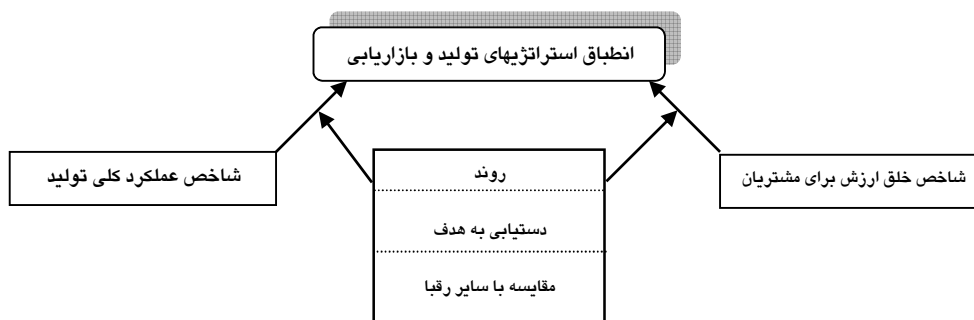 انطباق استراتژیهای تولید و بازاریابی
شاخص خلق ارزش برای مشتریان
روند
دستیابی به هدف
مقایسه با سایر رقبا
شاخص عملکرد کلی تولید